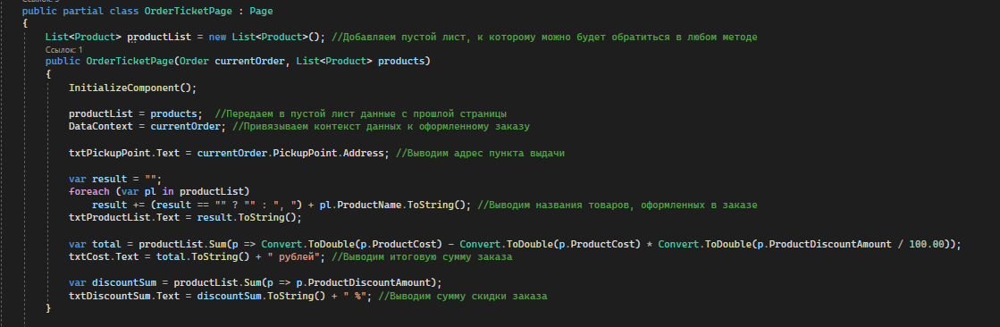 Ссылок: 3
public partial class OrderTicketPage : Page
{
List<Product> productList = new List<Product>(); //Добавляем пустой лист, к которому можно будет обратиться в любом методе
Ссылок: 1
public OrderTicketPage(Order currentOrder, List<Product> products)
{
InitializeComponent();
productList = products; //Передаем в пустой лист данные с прошлой страницы
DataContext = currentOrder; //Привязываем контекст данных к оформленному заказу
txtPickupPoint.Text = currentOrder.PickupPoint.Address; //Выводим адрес пункта выдачи
var result = "";
foreach (var pl in productList)
result += (result == "" ? "" : ", ") + pl.ProductName.ToString(); //Выводим названия товаров, оформленных в заказе
txtProductList.Text = result.ToString();
var total = productList.Sum(p => Convert.ToDouble(p.ProductCost) - Convert.ToDouble(p.ProductCost) * Convert.ToDouble(p.ProductDiscountAmount / 100.00));
txtCost.Text = total.ToString() + " рублей"; //Выводим итоговую сумму заказа
var discountSum = productList.Sum(p => p.ProductDiscountAmount);
txtDiscountSum.Text = discountSum.ToString() + " %"; //Выводим сумму скидки заказа
}